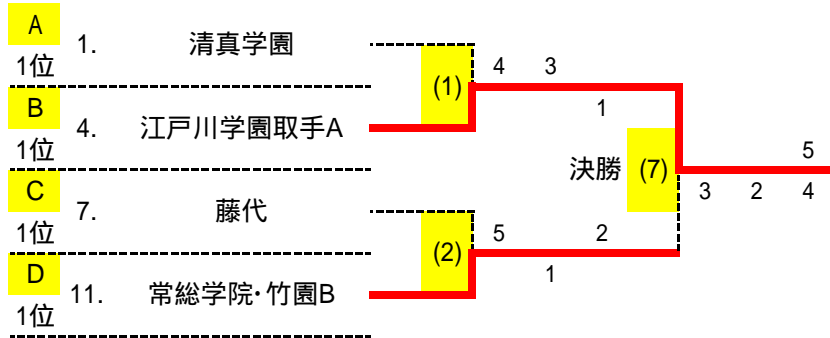 A
1位
1. 清真学園
(1)
4 3
1
B
1位
4. 江戸川学園取手A
決勝 (7)
5
3 2 4
C
1位
7. 藤代
(2)
5 2
1
D
1位
11. 常総学院・竹園B